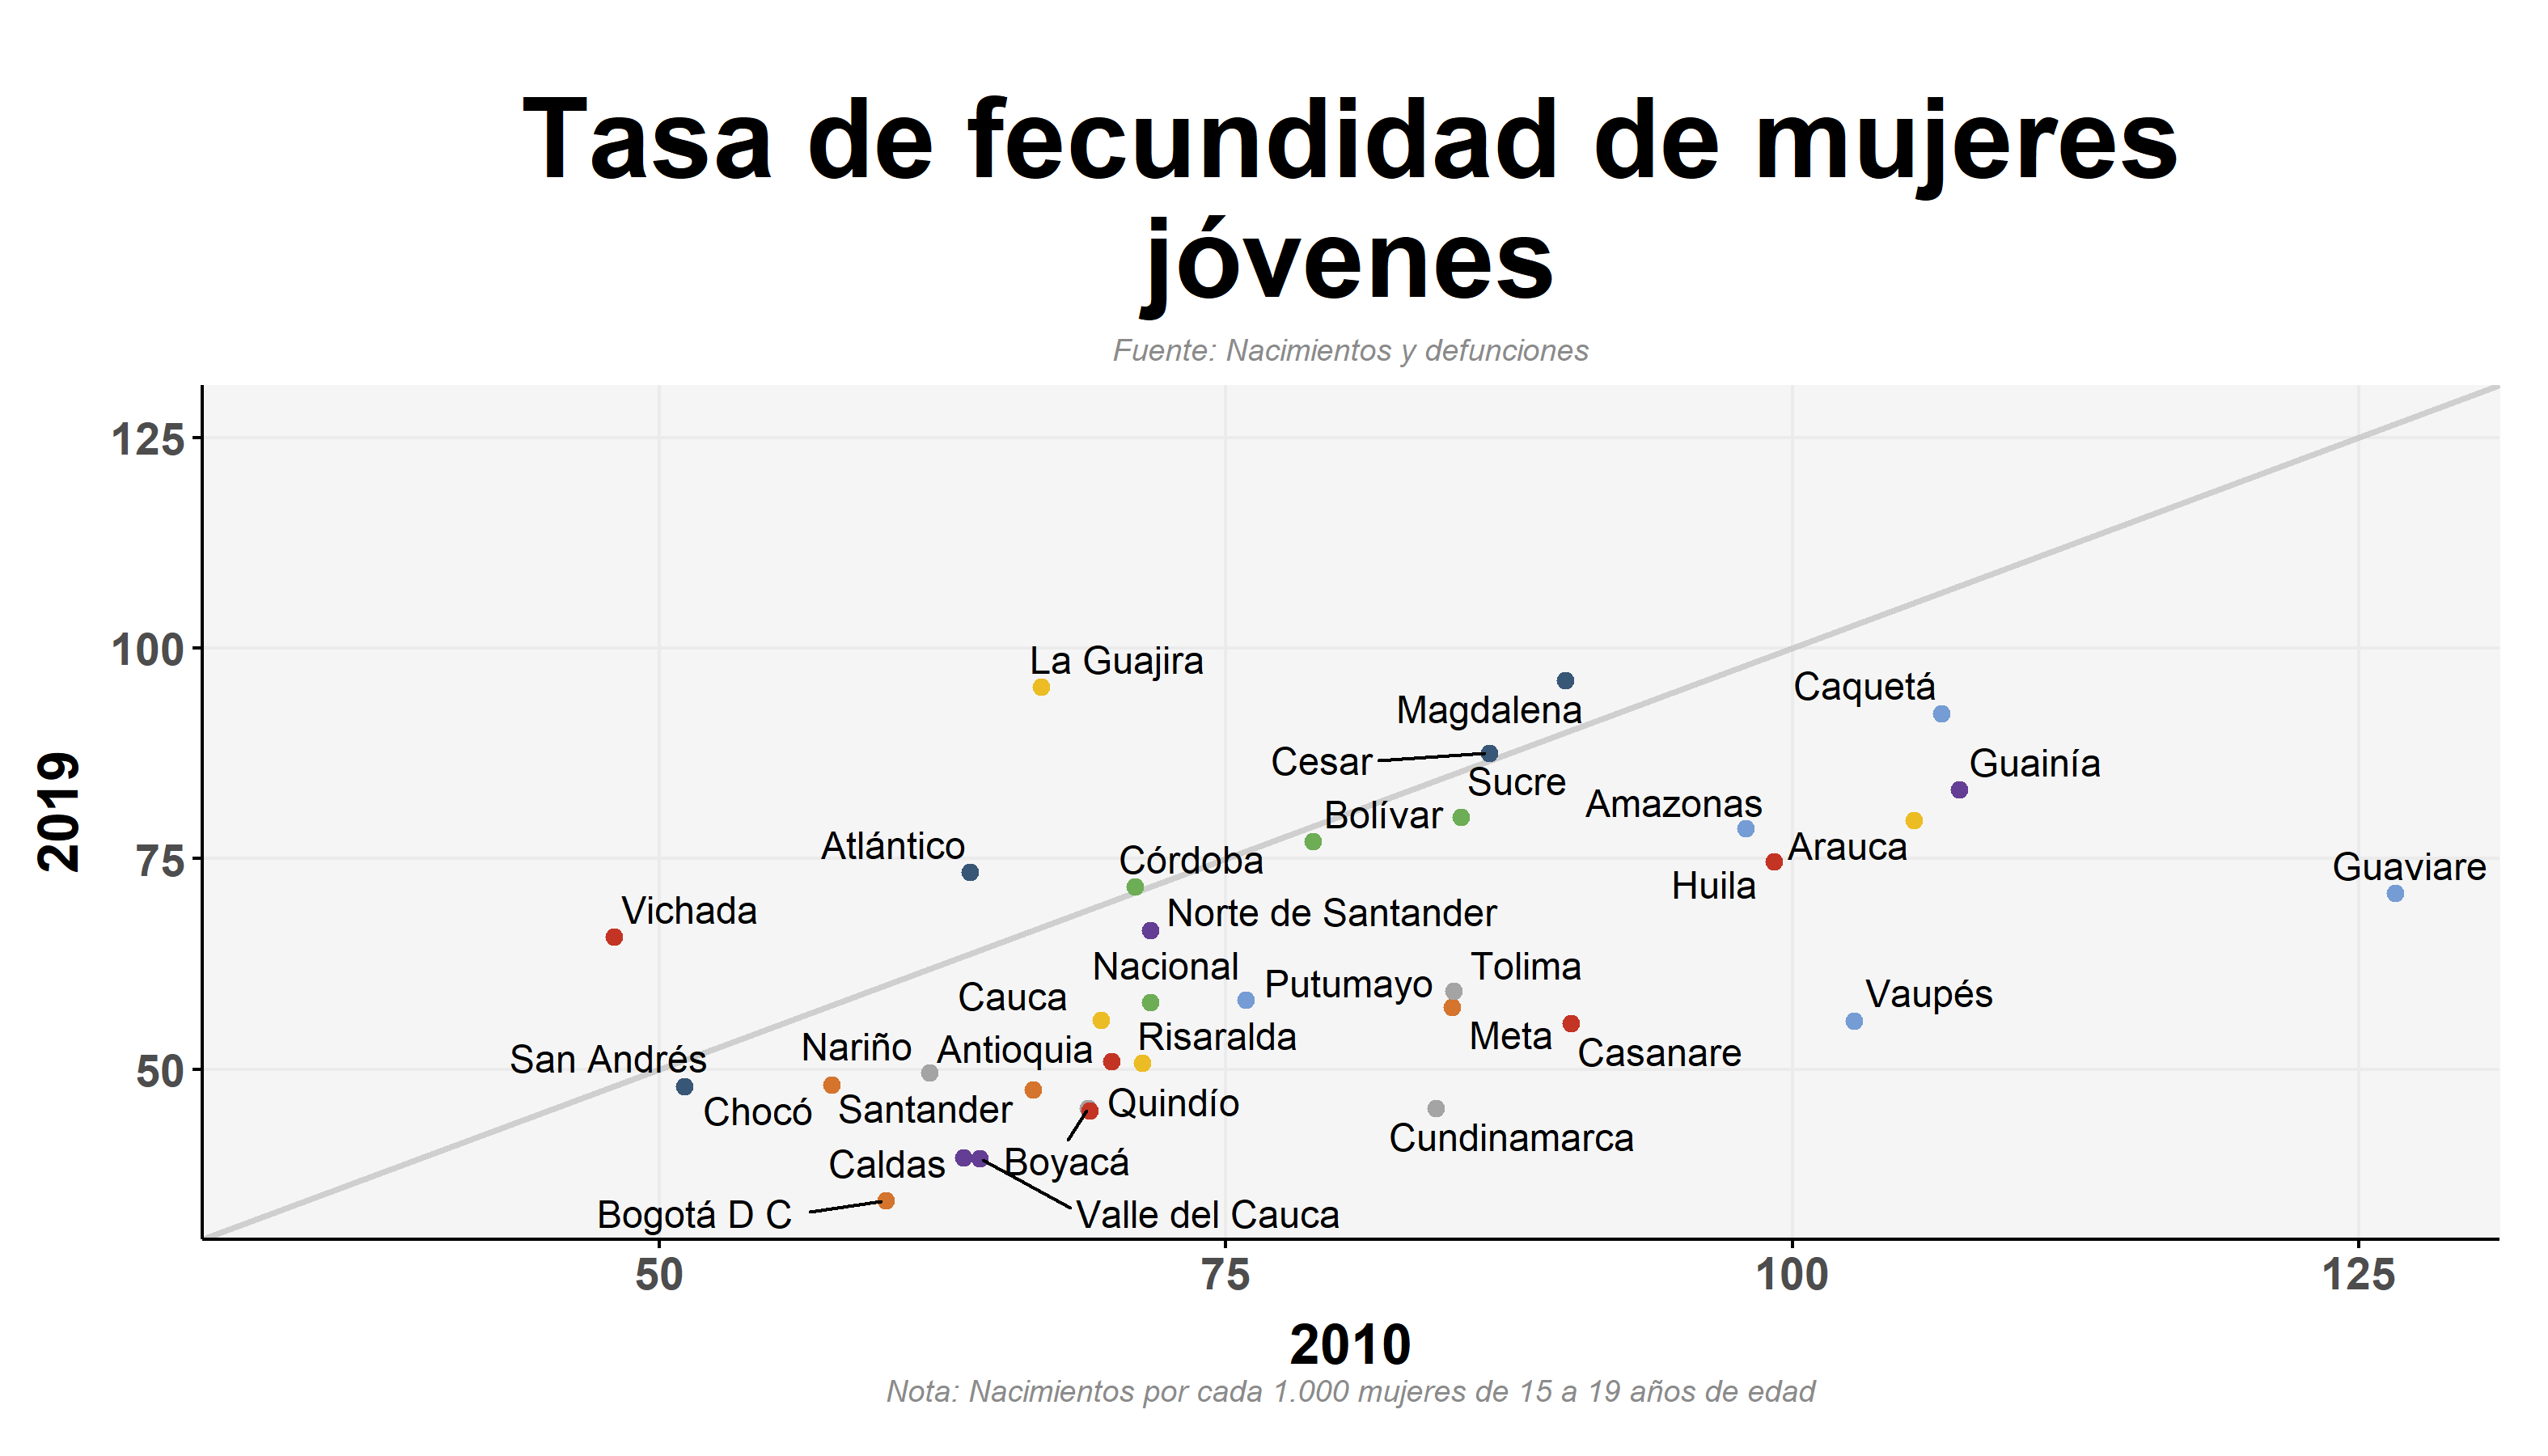 Tasa de fecundidad de mujeres
jóvenes
Fuente: Nacimientos y defunciones
2019
125
100
75
50
La Guajira
Magdalena
Caquetá
Cesar
Guainía
Sucre
Amazonas
Bolívar
Atlántico
Arauca
Córdoba
Guaviare
Huila
Vichada
Norte de Santander
Nacional
Tolima
Putumayo
Vaupés
Cauca
Risaralda
Meta
Nariño
Antioquia
Casanare
San Andrés
Quindío
Chocó
Santander
Cundinamarca
Boyacá
Caldas
Bogotá D C
Valle del Cauca
50
75
100
125
2010
Nota: Nacimientos por cada 1.000 mujeres de 15 a 19 años de edad